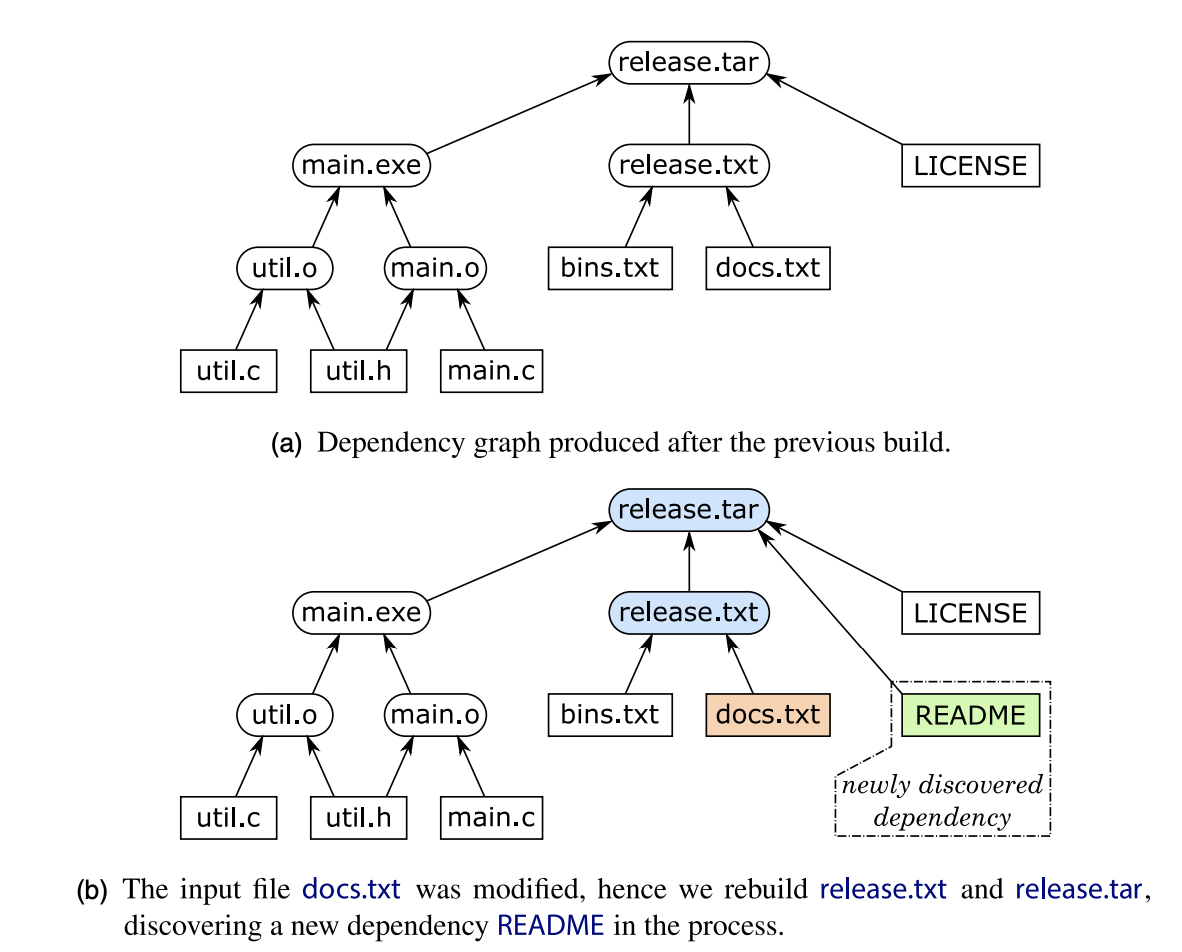 release.tar
main.exe
release.txt
LICENSE
util.o
main.o
bins.txt
docs.txt
util.c
util.h
main.c
(a) Dependency graph produced after the previous build.
release.tar
main.exe
release.txt
LICENSE
util.o
main.o
bins.txt
docs.txt
README
util.c
util.h
main.c
newly discovered
dependency
(b) The input file docs.txt was modified, hence we rebuild release.txt and release.tar,
discovering a new dependency README in the process.